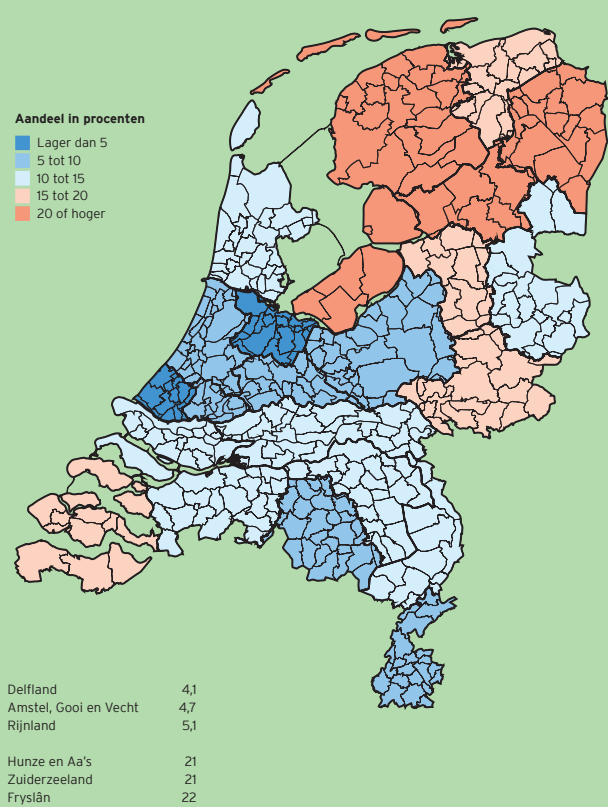 Aandeel in procenten
Lager dan 5
5 tot 10
10 tot 15
15 tot 20
20 of hoger
Delfland 4,1
Amstel, Gooi en Vecht 4,7
Rijnland 5,1
Hunze en Aa's 21
Zuiderzeeland 21
Fryslân 22